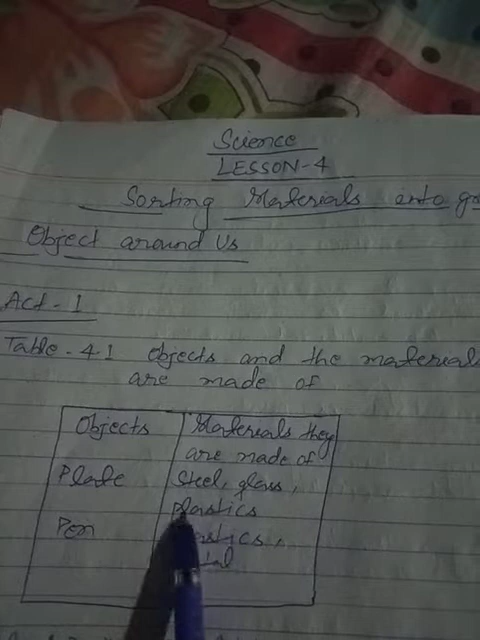 Science
LESSON-4
Sorting Materials into
Object around Us
Act - 1
Table - 4.1 Objects and the materials
are made of
Objects Materials they
are made of
Plate Steel, glass,
plastics
Pen